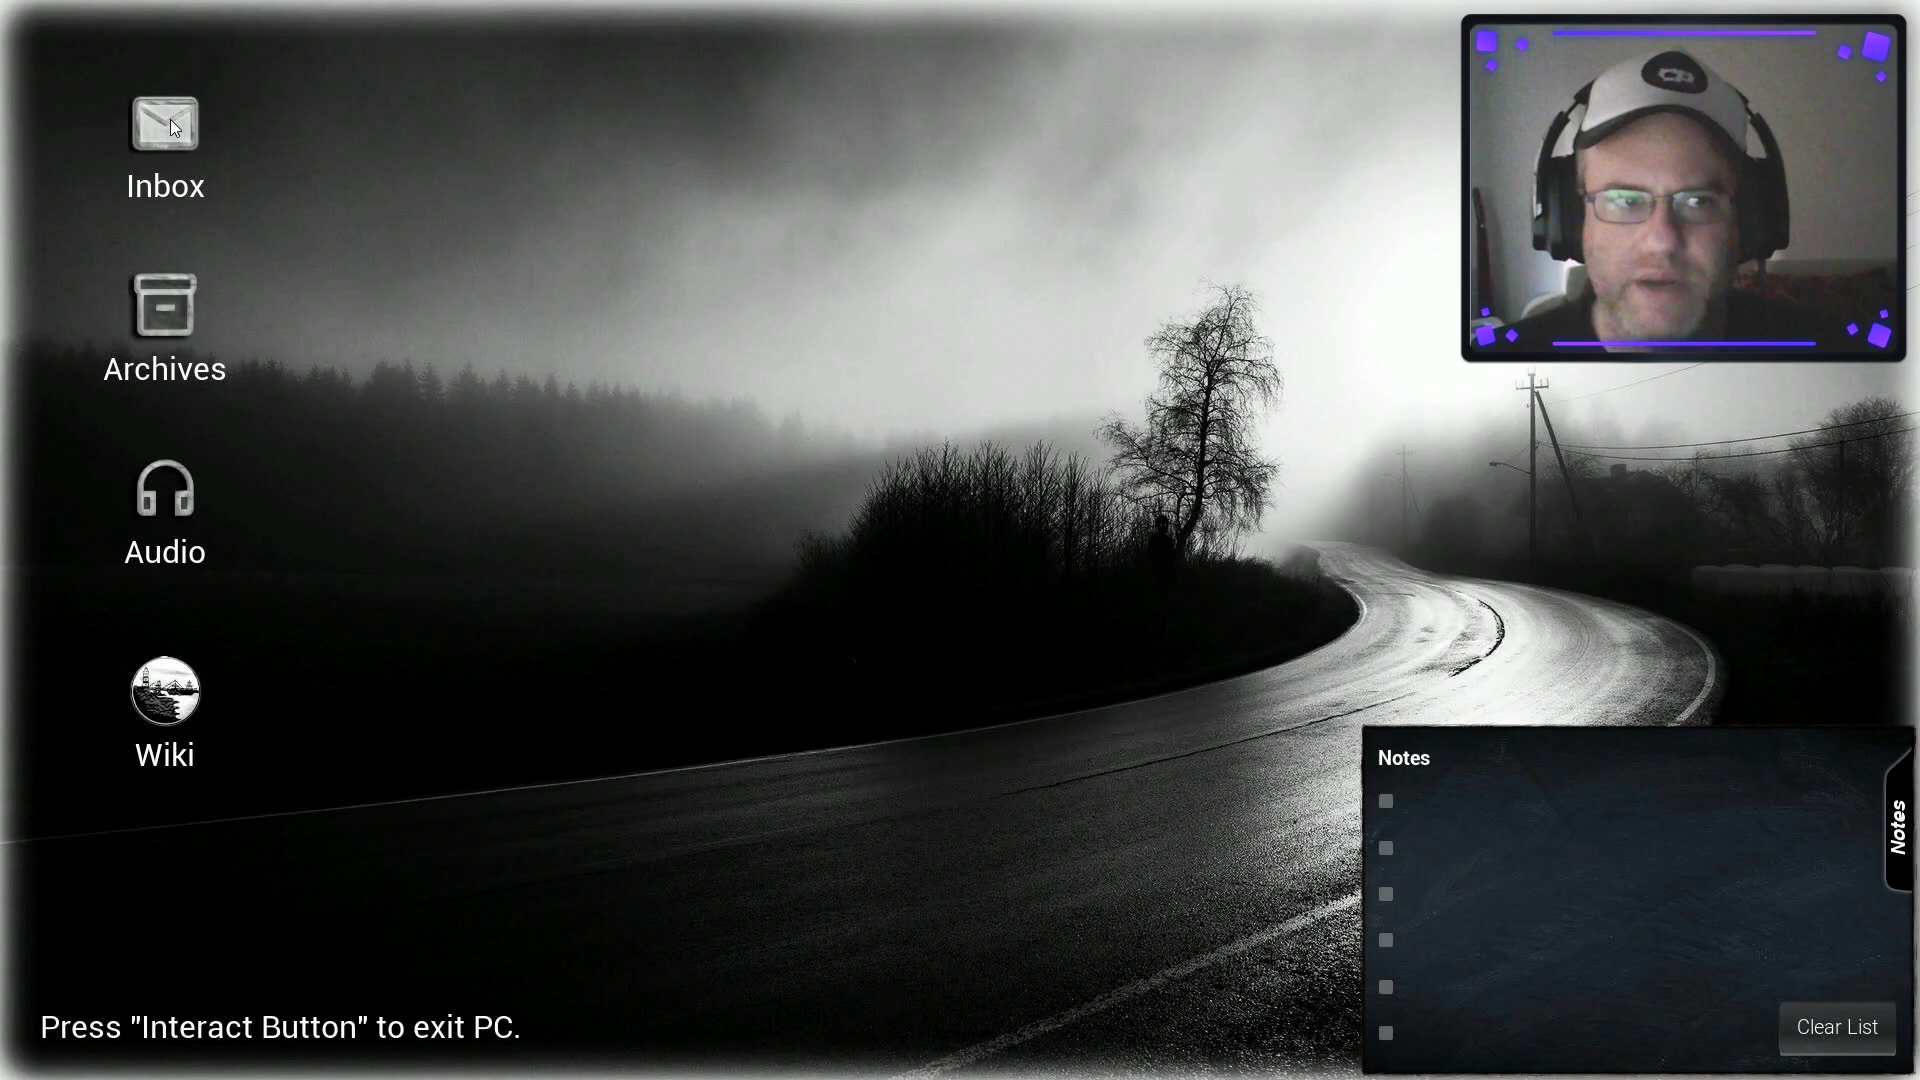 Inbox
Archives
Audio
Wiki
Press "Interact Button" to exit PC.
Notes
Notes
Clear List